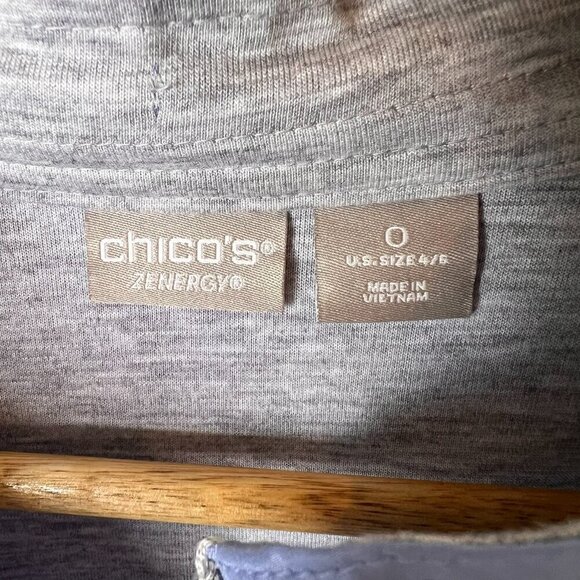 chico's®
ZENERGY®
0
U.S. SIZE 4/6
MADE IN
VIETNAM